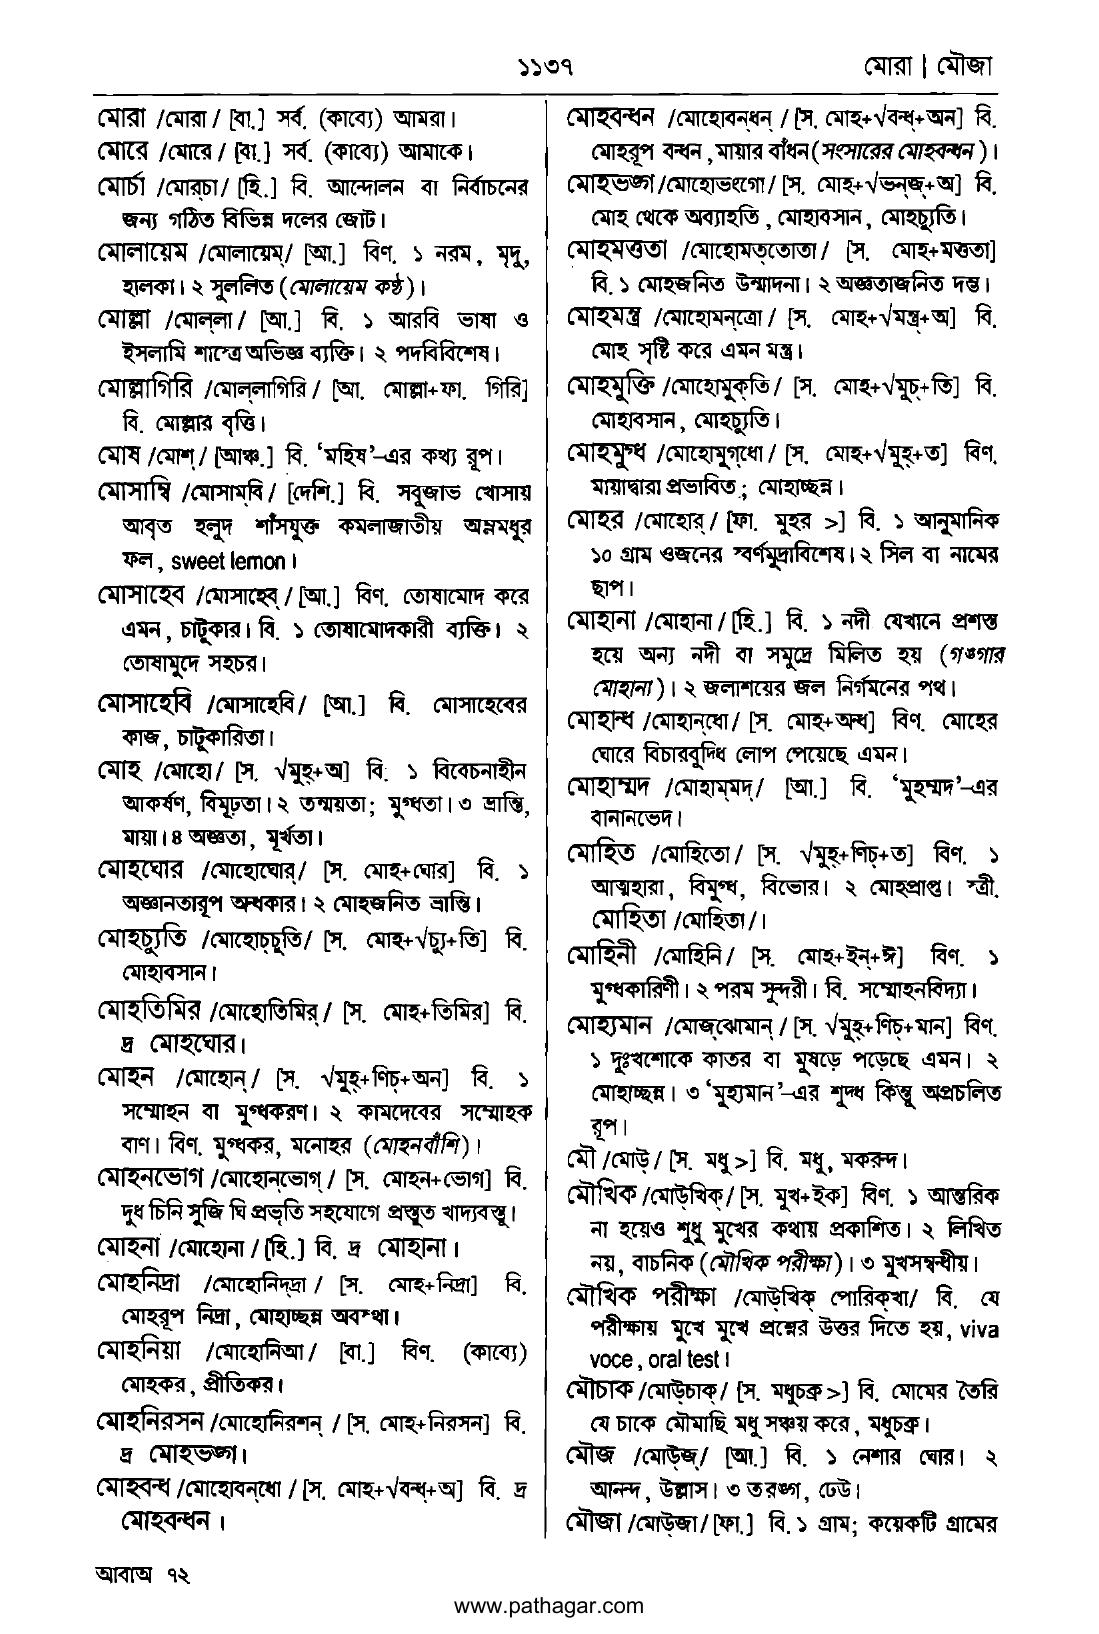 ১১৩৭
মোরা | মৌজা
মোরা /মোরা / [বা.] সর্ব. (কাব্যে) আমরা।
মোরে /মোরে / [বা.] সর্ব. (কাব্যে) আমাকে।
মোর্চা /মোর্‌চা/ [হি.] বি. আন্দোলন বা নির্বাচনের
জন্য গঠিত বিভিন্ন দলের জোট।
মোলায়েম /মোলায়েম্/ [আ.] বিণ. ১ নরম, মৃদু,
হালকা। ২ সুললিত (মোলায়েম কণ্ঠ)।
মোল্লা /মোল্‌লা/ [আ.] বি. ১ আরবি ভাষা ও
ইসলামি শাস্ত্রে অভিজ্ঞ ব্যক্তি। ২ পদবিবিশেষ।
মোল্লাগিরি /মোল্‌লাগিরি/ [আ. মোল্লা+ফা. গিরি]
বি. মোল্লার বৃত্তি।
মোষ /মোশ্/ [আঞ্চ.] বি. ‘মহিষ’–এর কথ্য রূপ।
মোসাম্বি /মোসাম্‌বি/ [দেশি.] বি. সবুজাভ খোসায়
আবৃত হলুদ শাঁসযুক্ত কমলাজাতীয় অম্লমধুর
ফল, sweet lemon।
মোসাহেব /মোসাহেব্/ [আ.] বিণ. তোষামোদ করে
এমন, চাটুকার। বি. ১ তোষামোদকারী ব্যক্তি। ২
তোষামুদে সহচর।
মোসাহেবি /মোসাহেবি/ [আ.] বি. মোসাহেবের
কাজ, চাটুকারিতা।
মোহ /মোহো/ [স. √মুহ্+অ] বি. ১ বিবেচনাহীন
আকর্ষণ, বিমূঢ়তা। ২ তন্ময়তা; মুগ্ধতা। ৩ ভ্রান্তি,
মায়া। ৪ অজ্ঞতা, মূর্খতা।
মোহঘোর /মোহোঘোর্/ [স. মোহ+ঘোর] বি. ১
অজ্ঞানতারূপ অন্ধকার। ২ মোহজনিত ভ্রান্তি।
মোহচ্যুতি /মোহোচ্‌চুতি/ [স. মোহ+√চ্যু+তি] বি.
মোহাবসান।
মোহতিমির /মোহোতিমির্/ [স. মোহ+তিমির] বি.
দ্র মোহঘোর।
মোহন /মোহোন্/ [স. √মুহ্+ণিচ্+অন] বি. ১
সম্মোহন বা মুগ্ধকরণ। ২ কামদেবের সম্মোহক
বাণ। বিণ. মুগ্ধকর, মনোহর (মোহনবাঁশি)।
মোহনভোগ /মোহোন্‌ভোগ্/ [স. মোহন+ভোগ] বি.
দুধ চিনি সুজি ঘি প্রভৃতি সহযোগে প্রস্তুত খাদ্যবস্তু।
মোহনা /মোহোনা / [হি.] বি. দ্র মোহানা।
মোহনিদ্রা /মোহোনিদ্‌দ্রা/ [স. মোহ+নিদ্রা] বি.
মোহরূপ নিদ্রা, মোহাচ্ছন্ন অবস্থা।
মোহনিয়া /মোহোনিআ/ [বা.] বিণ. (কাব্যে)
মোহকর, প্রীতিকর।
মোহনিরসন /মোহোনিরশন্ / [স. মোহ+নিরসন] বি.
দ্র মোহভঙ্গ।
মোহবন্ধ /মোহোবন্‌ধো / [স. মোহ+√বন্ধ্+অ] বি. দ্র
মোহবন্ধন।
আবাঅ ৭২
মোহবন্ধন /মোহোবন্‌ধন্ / [স. মোহ+√বন্ধ্+অন] বি.
মোহরূপ বন্ধন, মায়ার বাঁধন (সংসারের মোহবন্ধন)।
মোহভঙ্গ /মোহোভংগো/ [স. মোহ+√ভন্‌জ্+অ] বি.
মোহ থেকে অব্যাহতি, মোহাবসান, মোহচ্যুতি।
মোহমত্ততা /মোহোমত্‌তোতা/ [স. মোহ+মত্ততা]
বি. ১ মোহজনিত উন্মাদনা। ২ অজ্ঞতাজনিত দম্ভ।
মোহমন্ত্র /মোহোমন্‌ত্রো/ [স. মোহ+√মন্ত্র্+অ] বি.
মোহ সৃষ্টি করে এমন মন্ত্র।
মোহমুক্তি /মোহোমুক্‌তি/ [স. মোহ+√মুচ্+তি] বি.
মোহাবসান, মোহচ্যুতি।
মোহমুগ্ধ /মোহোমুগ্‌ধো/ [স. মোহ+√মুহ্+ত] বিণ.
মায়াদ্বারা প্রভাবিত; মোহাচ্ছন্ন।
মোহর /মোহোর্/ [ফা. মুহর >] বি. ১ আনুমানিক
১০ গ্রাম ওজনের স্বর্ণমুদ্রাবিশেষ। ২ সিল বা নামের
ছাপ।
মোহানা /মোহানা/ [হি.] বি. ১ নদী যেখানে প্রশস্ত
হয়ে অন্য নদী বা সমুদ্রে মিলিত হয় (গঙ্গার
মোহানা)। ২ জলাশয়ের জল নির্গমনের পথ।
মোহান্ধ /মোহান্‌ধো/ [স. মোহ+অন্ধ] বিণ. মোহের
ঘোরে বিচারবুদ্ধি লোপ পেয়েছে এমন।
মোহাম্মদ /মোহাম্‌মদ্/ [আ.] বি. ‘মুহম্মদ’–এর
বানানভেদ।
মোহিত /মোহিতো/ [স. √মুহ্+ণিচ্+ত] বিণ. ১
আত্মহারা, বিমুগ্ধ, বিভোর। ২ মোহপ্রাপ্ত। স্ত্রী.
মোহিতা /মোহিতা/।
মোহিনী /মোহিনি/ [স. মোহ+ইন্+ঈ] বিণ. ১
মুগ্ধকারিণী। ২ পরম সুন্দরী। বি. সম্মোহনবিদ্যা।
মোহ্যমান /মোজ্‌ঝোমান্ / [স. √মুহ্+ণিচ্+মান] বিণ.
১ দুঃখশোকে কাতর বা মুষড়ে পড়েছে এমন। ২
মোহাচ্ছন্ন। ৩ ‘মুহ্যমান’–এর শুদ্ধ কিন্তু অপ্রচলিত
রূপ।
মৌ /মোউ্/ [স. মধু >] বি. মধু, মকরন্দ।
মৌখিক /মোউ্‌খিক্/ [স. মুখ+ইক] বিণ. ১ আন্তরিক
না হয়েও শুধু মুখের কথায় প্রকাশিত। ২ লিখিত
নয়, বাচনিক (মৌখিক পরীক্ষা)। ৩ মুখসম্বন্ধীয়।
মৌখিক পরীক্ষা /মোউ্‌খিক্ পোরিক্‌খা/ বি. যে
পরীক্ষায় মুখে মুখে প্রশ্নের উত্তর দিতে হয়, viva
voce, oral test।
মৌচাক /মোউ্‌চাক্/ [স. মধুচক্র >] বি. মোমের তৈরি
যে চাকে মৌমাছি মধু সঞ্চয় করে, মধুচক্র।
মৌজ /মোউ্‌জ্/ [আ.] বি. ১ নেশার ঘোর। ২
আনন্দ, উল্লাস। ৩ তরঙ্গ, ঢেউ।
মৌজা /মোউ্‌জা/ [ফা.] বি. ১ গ্রাম; কয়েকটি গ্রামের
www.pathagar.com